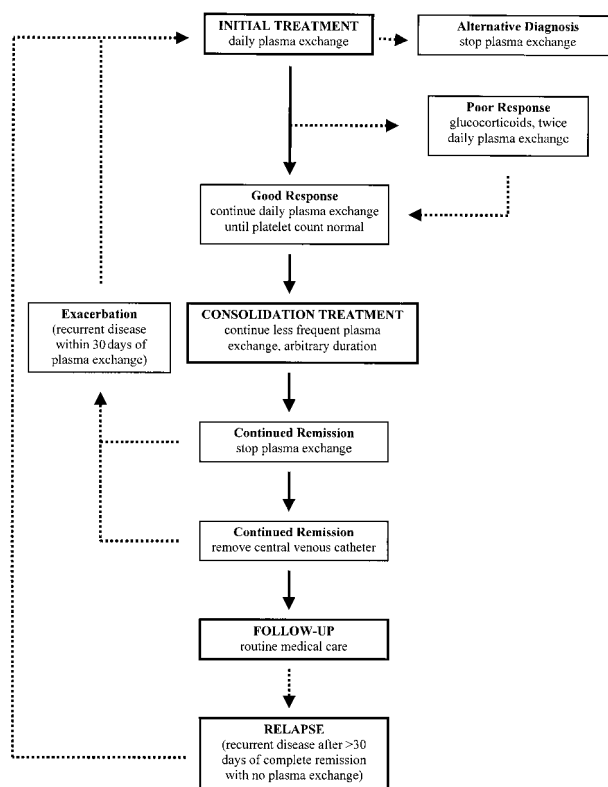 INITIAL TREATMENT
daily plasma exchange
Alternative Diagnosis
stop plasma exchange
Poor Response
glucocorticoids, twice
daily plasma exchange
Good Response
continue daily plasma exchange
until platelet count normal
Exacerbation
(recurrent disease
within 30 days of
plasma exchange)
CONSOLIDATION TREATMENT
continue less frequent plasma
exchange, arbitrary duration
Continued Remission
stop plasma exchange
Continued Remission
remove central venous catheter
FOLLOW-UP
routine medical care
RELAPSE
(recurrent disease after >30
days of complete remission
with no plasma exchange)